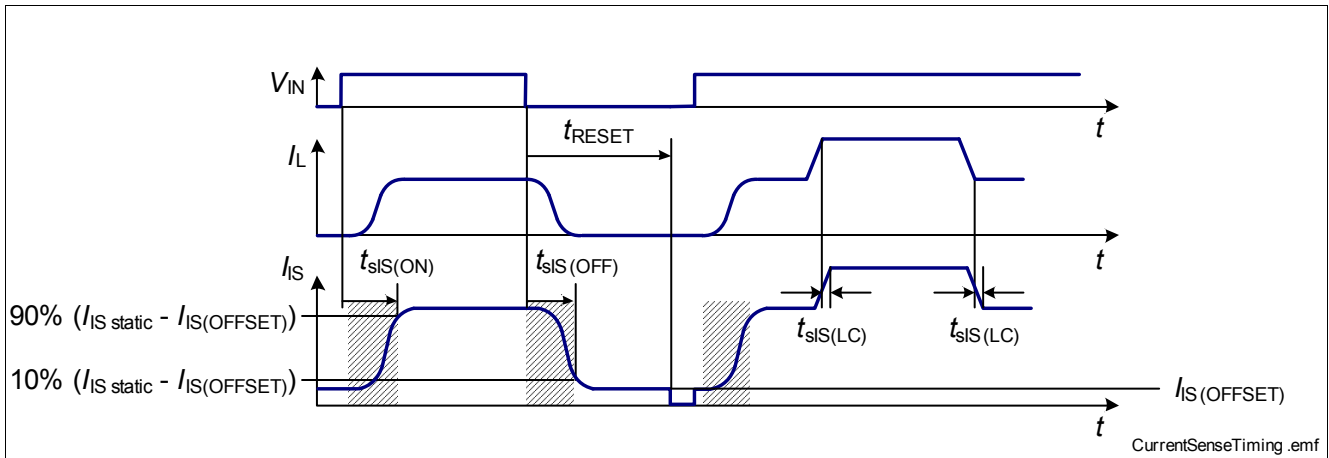 VIN
t
tRESET
IL
t
IIS
tsIS(ON)
tsIS(OFF)
90% (IIS static - IIS(OFFSET))
tsIS(LC)
tsIS(LC)
10% (IIS static - IIS(OFFSET))
IIS(OFFSET)
t
CurrentSenseTiming .emf